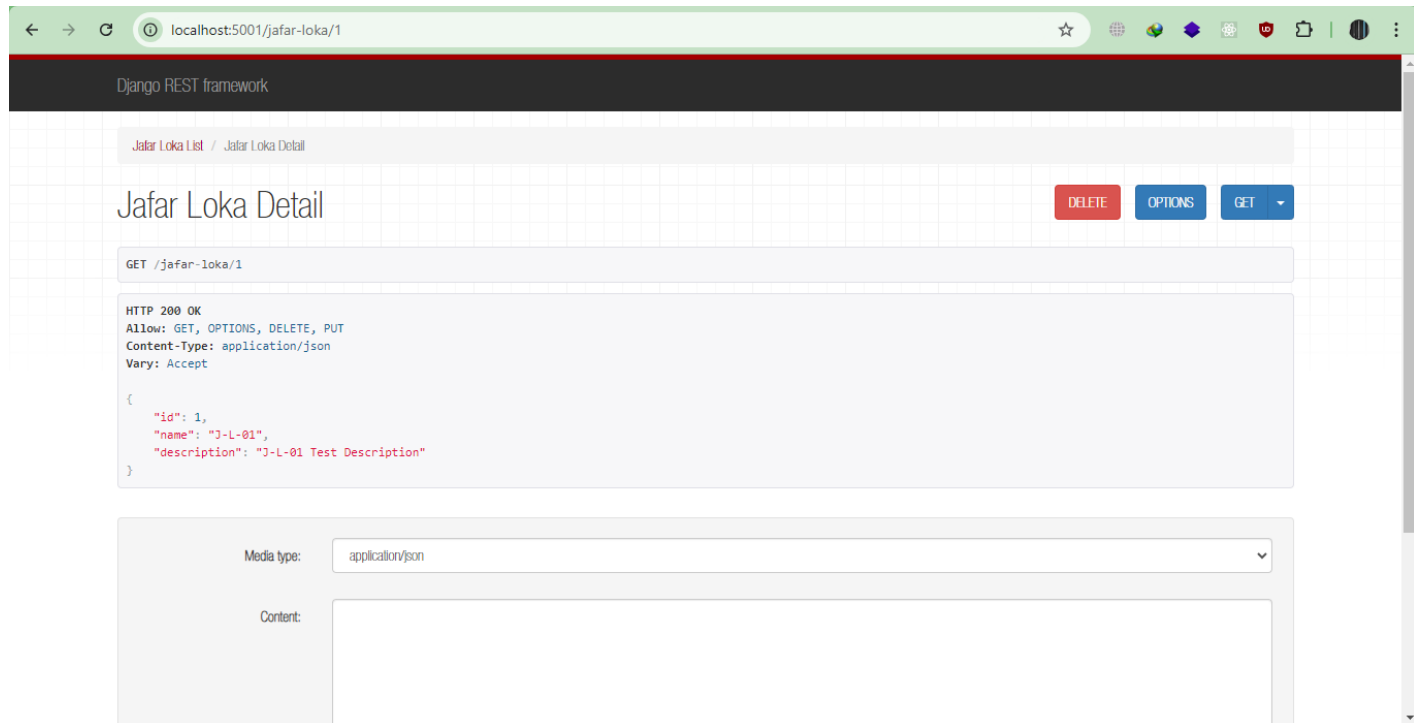 localhost:5001/jafar-loka/1
Django REST framework
Jafar Loka List / Jafar Loka Detail
Jafar Loka Detail
DELETE
OPTIONS
GET
GET /jafar-loka/1
HTTP 200 OK
Allow: GET, OPTIONS, DELETE, PUT
Content-Type: application/json
Vary: Accept
{
"id": 1,
"name": "J-L-01",
"description": "J-L-01 Test Description"
}
Media type:
application/json
Content: